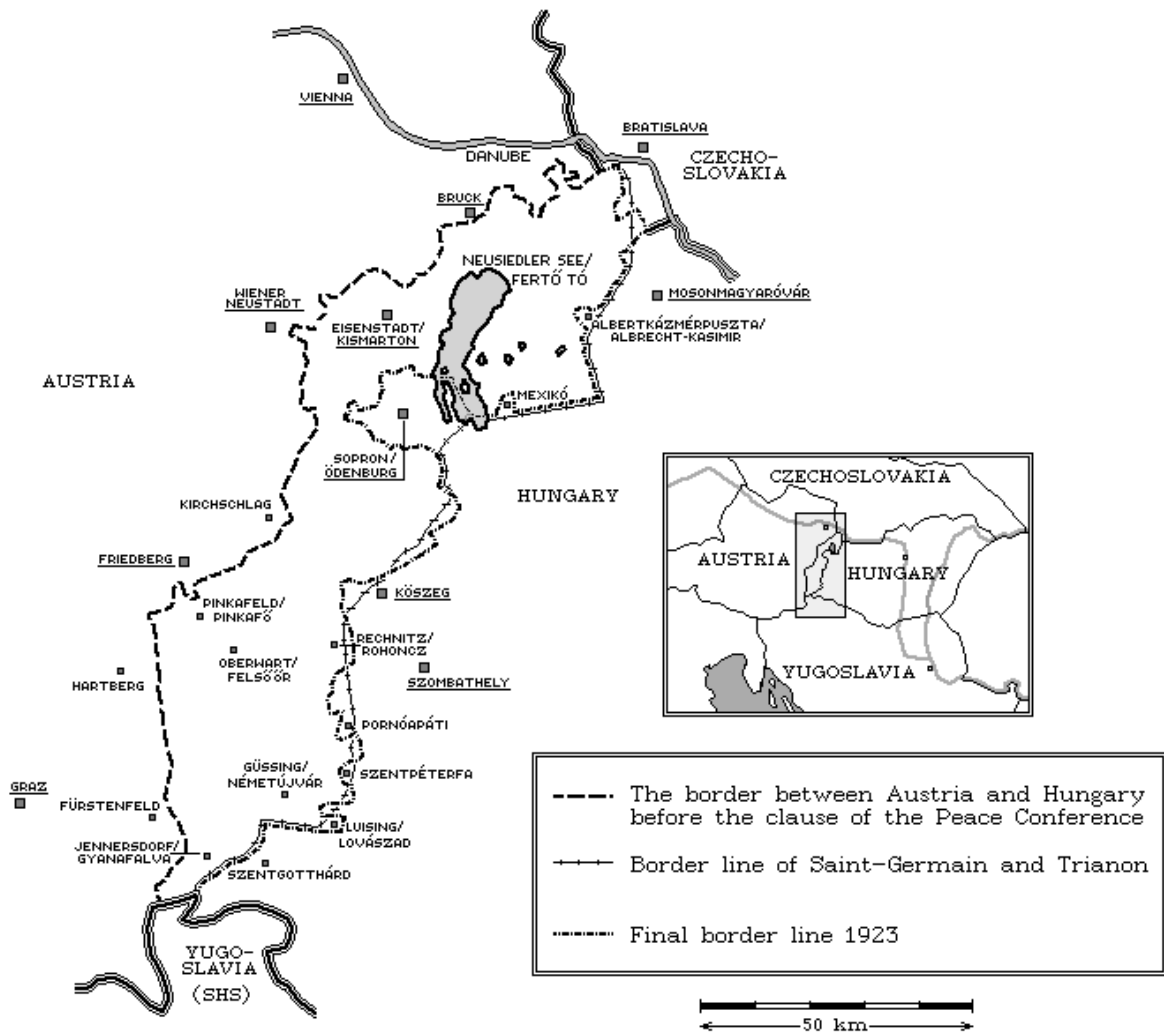 VIENNA
BRATISLAVA
DANUBE
CZECHO-
SLOVAKIA
BRUCK
NEUSIEDLER SEE/
FERTŐ TÓ
WIENER
NEUSTADT
EISENSTADT/
KISMARTON
MOSONMAGYARÓVÁR
ALBERTKÁZMÉRPUSZTA/
ALBRECHT-KASIMIR
AUSTRIA
MEXIKÓ
SOPRON/
ÖDENBURG
HUNGARY
KIRCHSCHLAG
FRIEDBERG
PINKAFELD/
PINKAFŐ
KÖSZEG
OBERWART/
FELSŐŐR
RECHNITZ/
ROHONCZ
HARTBERG
SZOMBATHELY
PORNÓAPÁTI
GÜSSING/
NÉMETÚJVÁR
SZENTPÉTERFA
GRAZ
FÜRSTENFELD
LUISING/
LOVÁSZAD
JENNERSDORF/
GYANAFALVA
SZENTGOTTHÁRD
YUGO-
SLAVIA
(SHS)
CZECHOSLOVAKIA
AUSTRIA
HUNGARY
YUGOSLAVIA
The border between Austria and Hungary
before the clause of the Peace Conference
Border line of Saint-Germain and Trianon
Final border line 1923
50 km